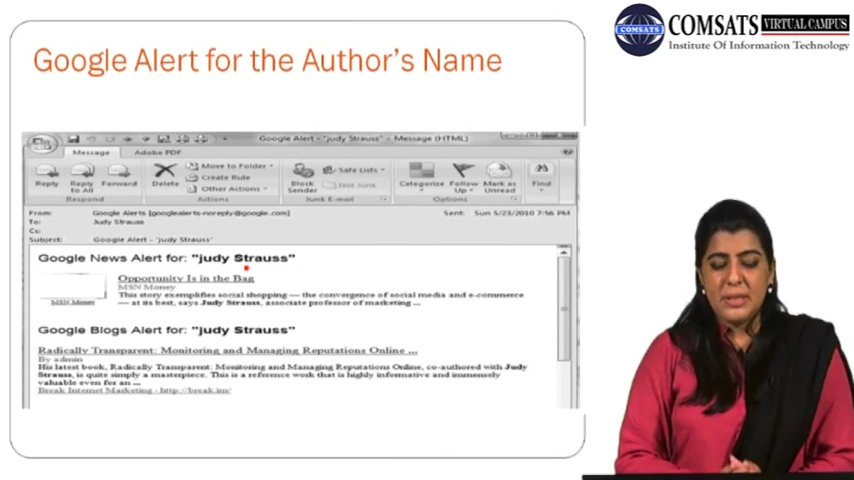 COMSATS VIRTUAL CAMPUS
COMSATS
Institute Of Information Technology
Google Alert for the Author's Name
Google Alert - "judy Strauss" - Message (HTML)
Message Adobe PDF
Reply Reply to All Forward Delete Move to Folder Create Rule Other Actions Block Sender Safe Lists Not Junk Categorize Follow Up Mark as Unread Find
Respond Actions Junk E-mail Options
From: Google Alerts [googlealerts-noreply@google.com] Sent: Sun 5/23/2010 7:56 PM
To: Judy Strauss
Cc:
Subject: Google Alert - "judy Strauss"
Google News Alert for: "judy Strauss"
Opportunity Is in the Bag
MSN Money
MSN Money
This story exemplifies social shopping — the convergence of social media and e-commerce
— at its best, says Judy Strauss, associate professor of marketing ...
Google Blogs Alert for: "judy Strauss"
Radically Transparent: Monitoring and Managing Reputations Online ...
By admin
His latest book, Radically Transparent: Monitoring and Managing Reputations Online, co-authored with Judy
Strauss, is quite simply a masterpiece. This is a reference work that is highly informative and immensely
valuable even for an ...
Break Internet Marketing - http://break.im/